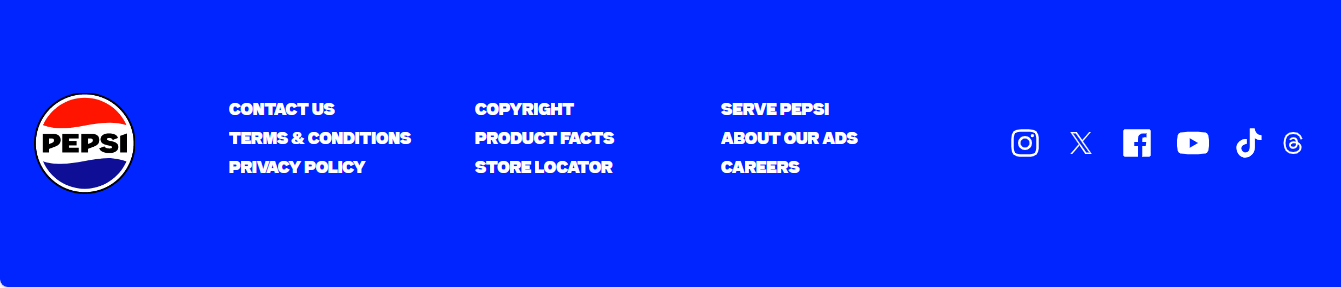 PEPSI
CONTACT US
TERMS & CONDITIONS
PRIVACY POLICY
COPYRIGHT
PRODUCT FACTS
STORE LOCATOR
SERVE PEPSI
ABOUT OUR ADS
CAREERS